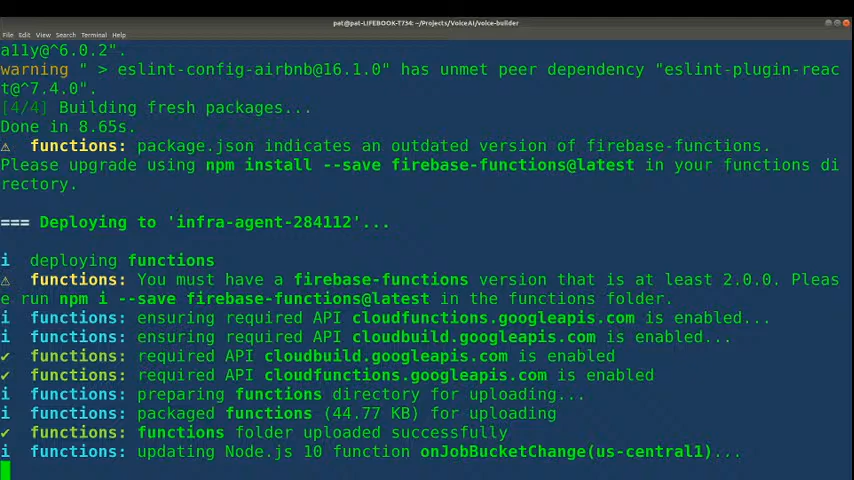 pat@pat-LIFEBOOK-T734: ~/Projects/VoiceAI/voice-builder
File Edit View Search Terminal Help
a11y@^6.0.2".
warning " > eslint-config-airbnb@16.1.0" has unmet peer dependency "eslint-plugin-reac
t@^7.4.0".
[4/4] Building fresh packages...
Done in 8.65s.
⚠ functions: package.json indicates an outdated version of firebase-functions.
Please upgrade using npm install --save firebase-functions@latest in your functions di
rectory.
=== Deploying to 'infra-agent-284112'...
i deploying functions
⚠ functions: You must have a firebase-functions version that is at least 2.0.0. Pleas
e run npm i --save firebase-functions@latest in the functions folder.
i functions: ensuring required API cloudfunctions.googleapis.com is enabled...
i functions: ensuring required API cloudbuild.googleapis.com is enabled...
✔ functions: required API cloudbuild.googleapis.com is enabled
✔ functions: required API cloudfunctions.googleapis.com is enabled
i functions: preparing functions directory for uploading...
i functions: packaged functions (44.77 KB) for uploading
✔ functions: functions folder uploaded successfully
i functions: updating Node.js 10 function onJobBucketChange(us-central1)...